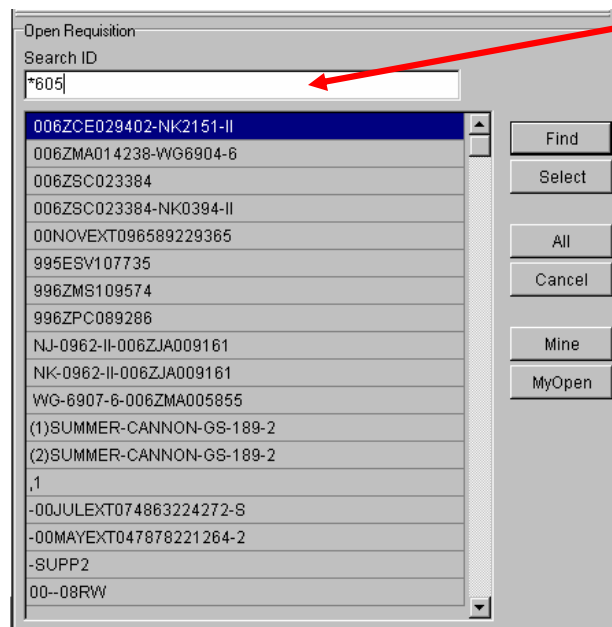 Open Requisition
Search ID
*605
006ZCE029402-NK2151-II
006ZMA014238-WG6904-6
006ZSC023384
006ZSC023384-NK0394-II
00NOVEXT096589229365
995ESV107735
996ZMS109574
996ZPC089286
NJ-0962-II-006ZJA009161
NK-0962-II-006ZJA009161
WG-6907-6-006ZMA005855
(1)SUMMER-CANNON-GS-189-2
(2)SUMMER-CANNON-GS-189-2
,1
-00JULEXT074863224272-S
-00MAYEXT047878221264-2
-SUPP2
00--08RW
Find
Select
All
Cancel
Mine
MyOpen